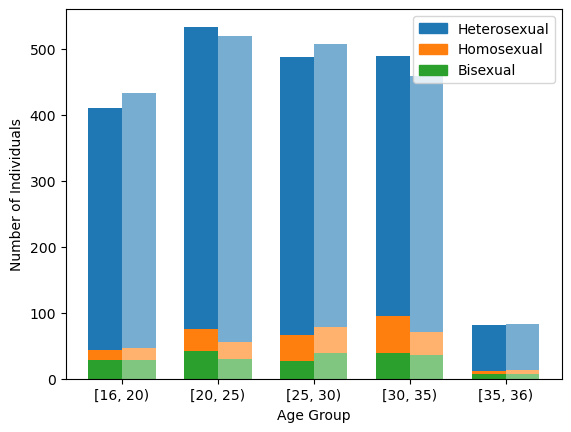 Heterosexual
Homosexual
Bisexual
500
400
300
200
100
0
Number of Individuals
[16, 20) [20, 25) [25, 30) [30, 35) [35, 36)
Age Group